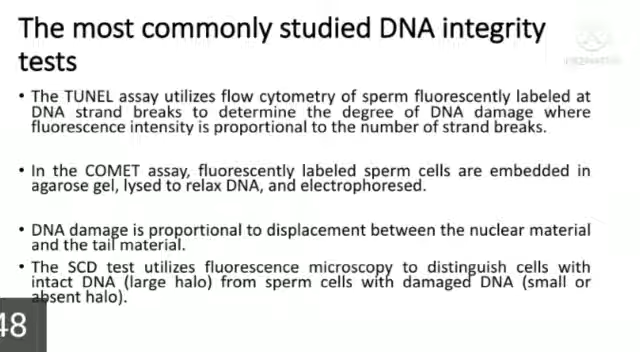 The most commonly studied DNA integrity
tests
• The TUNEL assay utilizes flow cytometry of sperm fluorescently labeled at
DNA strand breaks to determine the degree of DNA damage where
fluorescence intensity is proportional to the number of strand breaks.
• In the COMET assay, fluorescently labeled sperm cells are embedded in
agarose gel, lysed to relax DNA, and electrophoresed.
• DNA damage is proportional to displacement between the nuclear material
and the tail material.
• The SCD test utilizes fluorescence microscopy to distinguish cells with
intact DNA (large halo) from sperm cells with damaged DNA (small or
absent halo).
48